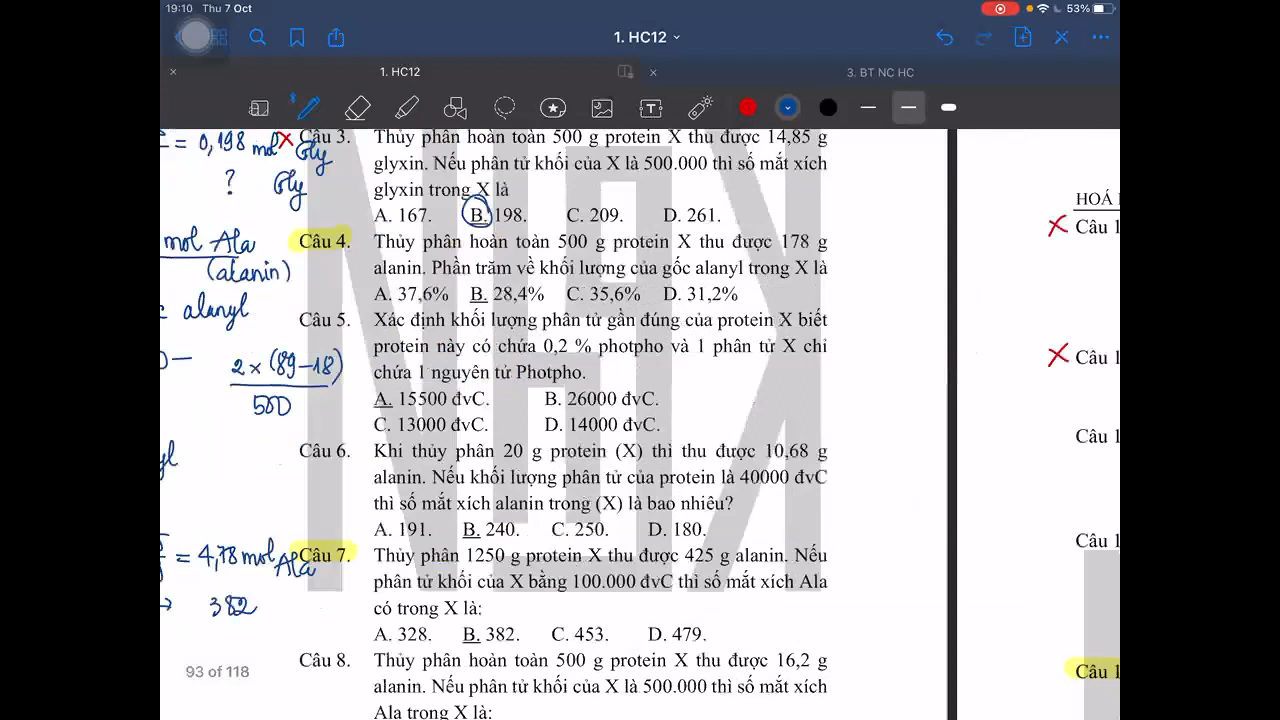 19:10 Thu 7 Oct
53%
1. HC12
1. HC12
3. BT NC HC
= 0,198 mol Gly
? Gly
mol Ala
(alanin)
alanyl
2 x (89-18)
500
yl
= 4,78 mol Ala
→ 382
Câu 3. Thủy phân hoàn toàn 500 g protein X thu được 14,85 g
glyxin. Nếu phân tử khối của X là 500.000 thì số mắt xích
glyxin trong X là
A. 167. B. 198. C. 209. D. 261.
Câu 4. Thủy phân hoàn toàn 500 g protein X thu được 178 g
alanin. Phần trăm về khối lượng của gốc alanyl trong X là
A. 37,6% B. 28,4% C. 35,6% D. 31,2%
Câu 5. Xác định khối lượng phân tử gần đúng của protein X biết
protein này có chứa 0,2 % photpho và 1 phân tử X chỉ
chứa 1 nguyên tử Photpho.
A. 15500 đvC. B. 26000 đvC.
C. 13000 đvC. D. 14000 đvC.
Câu 6. Khi thủy phân 20 g protein (X) thì thu được 10,68 g
alanin. Nếu khối lượng phân tử của protein là 40000 đvC
thì số mắt xích alanin trong (X) là bao nhiêu?
A. 191. B. 240. C. 250. D. 180.
Câu 7. Thủy phân 1250 g protein X thu được 425 g alanin. Nếu
phân tử khối của X bằng 100.000 đvC thì số mắt xích Ala
có trong X là:
A. 328. B. 382. C. 453. D. 479.
Câu 8. Thủy phân hoàn toàn 500 g protein X thu được 16,2 g
alanin. Nếu phân tử khối của X là 500.000 thì số mắt xích
Ala trong X là:
93 of 118
HOÁ
Câu 1
Câu 1
Câu 1
Câu 1
Câu 1